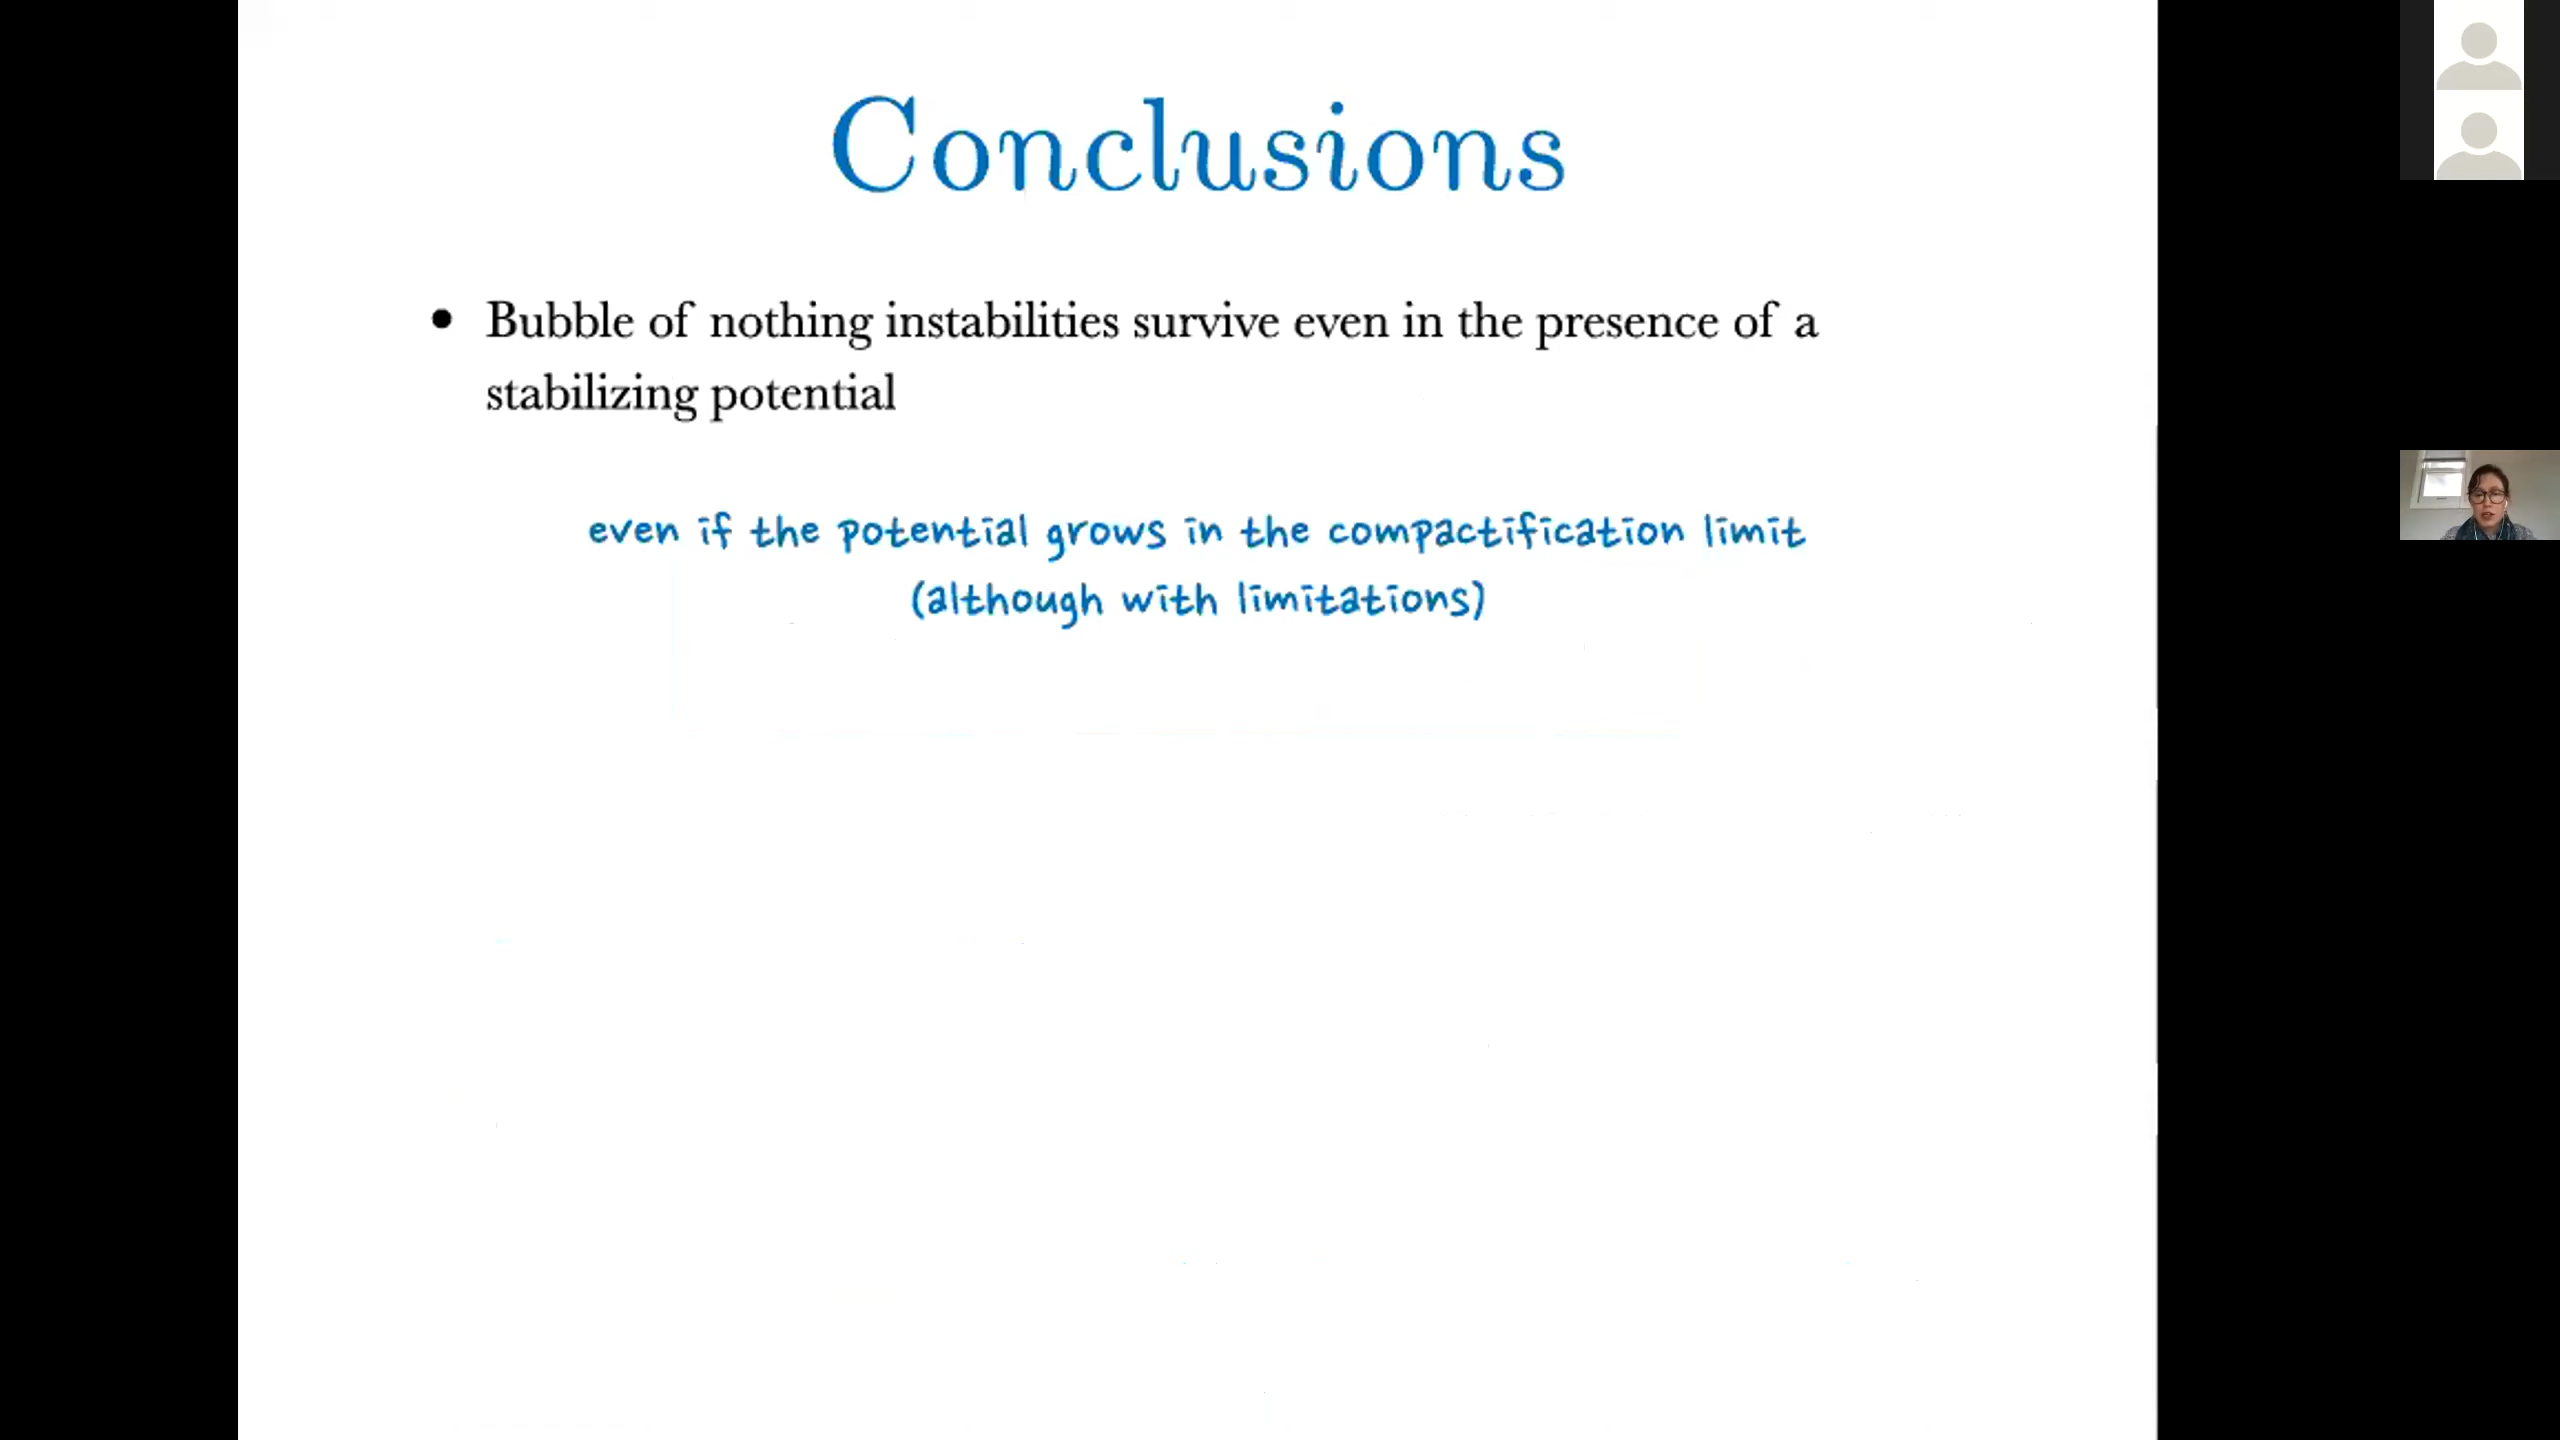 Conclusions
• Bubble of nothing instabilities survive even in the presence of a
stabilizing potential
even if the potential grows in the compactification limit
(although with limitations)